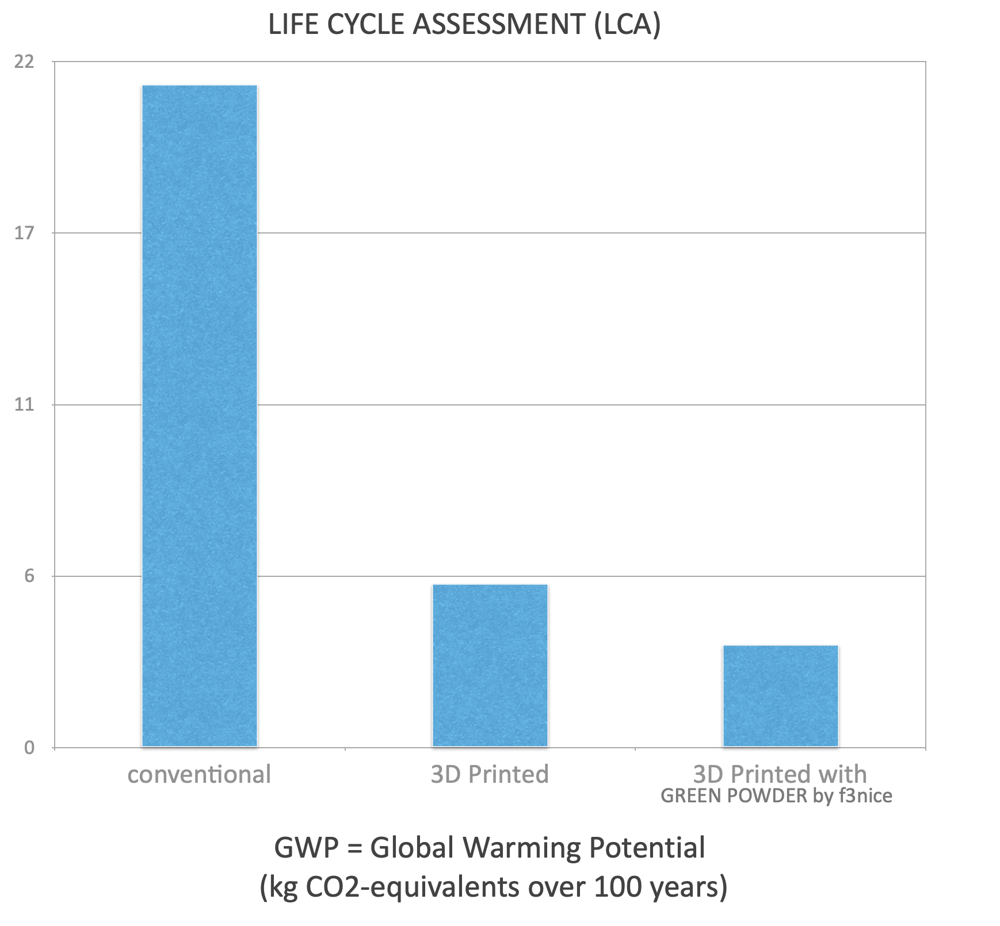 LIFE CYCLE ASSESSMENT (LCA)
22
17
11
6
0
conventional
3D Printed
3D Printed with
GREEN POWDER by f3nice
GWP = Global Warming Potential
(kg CO2-equivalents over 100 years)